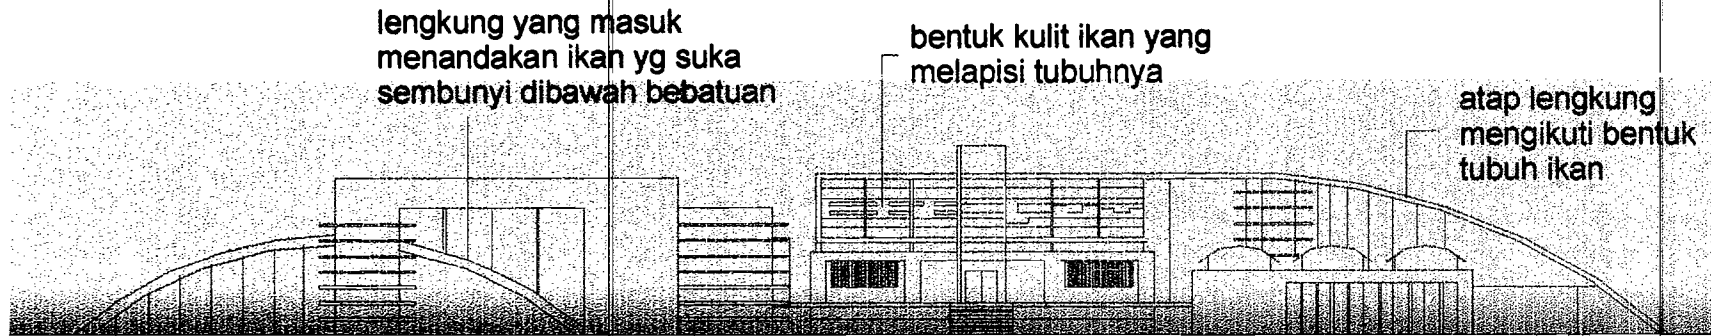 lengkung yang masuk
menandakan ikan yg suka
sembunyi dibawah bebatuan
bentuk kulit ikan yang
melapisi tubuhnya
atap lengkung
mengikuti bentuk
tubuh ikan